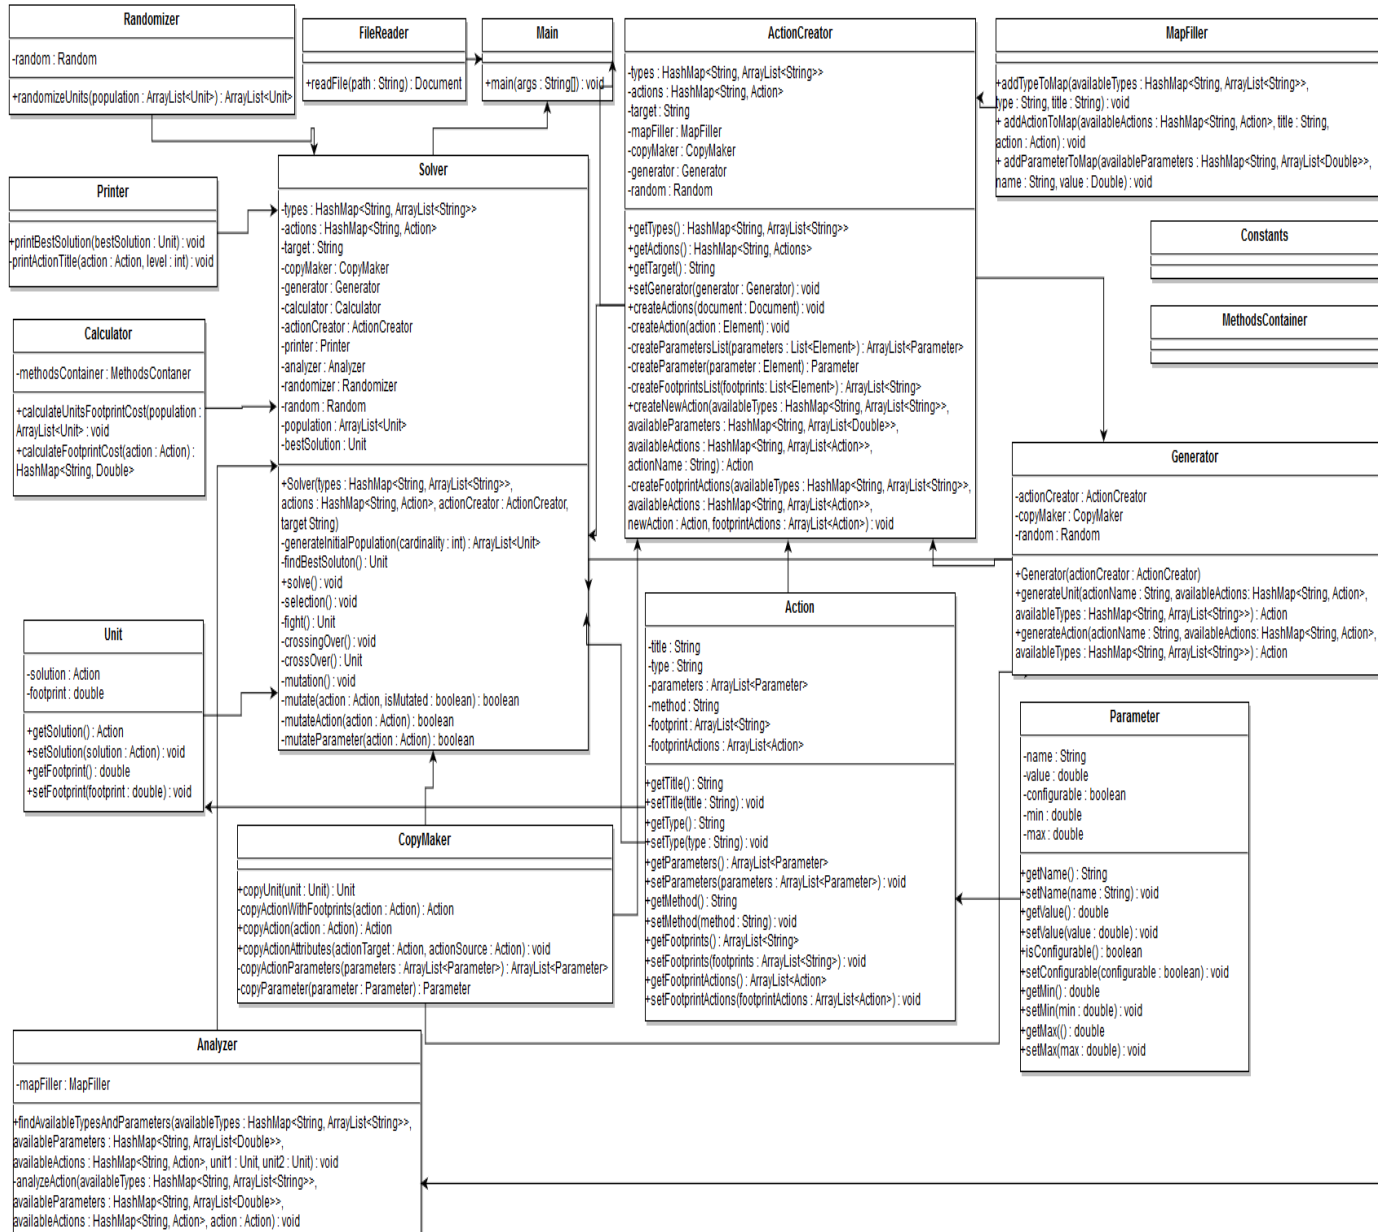 Randomizer
-random : Random
+randomizeUnits(population : ArrayList<Unit>) : ArrayList<Unit>
FileReader
+readFile(path : String) : Document
Main
+main(args : String[]) : void
ActionCreator
-types : HashMap<String, ArrayList<String>>
-actions : HashMap<String, Action>
-target : String
-mapFiller : MapFiller
-copyMaker : CopyMaker
-generator : Generator
-random : Random
+getTypes() : HashMap<String, ArrayList<String>>
+getActions() : HashMap<String, Actions>
+getTarget() : String
+setGenerator(generator : Generator) : void
+createActions(document : Document) : void
-createAction(action : Element) : void
-createParametersList(parameters : List<Element>) : ArrayList<Parameter>
-createParameter(parameter : Element) : Parameter
-createFootprintsList(footprints: List<Element>) : ArrayList<String>
+createNewAction(availableTypes : HashMap<String, ArrayList<String>>,
availableParameters : HashMap<String, ArrayList<Double>>,
availableActions : HashMap<String, ArrayList<Action>>,
actionName : String) : Action
-createFootprintActions(availableTypes : HashMap<String, ArrayList<String>>,
availableActions : HashMap<String, ArrayList<Action>>,
newAction : Action, footprintActions : ArrayList<Action>) : void
MapFiller
+addTypeToMap(availableTypes : HashMap<String, ArrayList<String>>,
type : String, title : String) : void
+ addActionToMap(availableActions : HashMap<String, Action>, title : String,
action : Action) : void
+ addParameterToMap(availableParameters : HashMap<String, ArrayList<Double>>,
name : String, value : Double) : void
Printer
+printBestSolution(bestSolution : Unit) : void
-printActionTitle(action : Action, level : int) : void
Solver
-types : HashMap<String, ArrayList<String>>
-actions : HashMap<String, Action>
-target : String
-copyMaker : CopyMaker
-generator : Generator
-calculator : Calculator
-actionCreator : ActionCreator
-printer : Printer
-analyzer : Analyzer
-randomizer : Randomizer
-random : Random
-population : ArrayList<Unit>
-bestSolution : Unit
+Solver(types : HashMap<String, ArrayList<String>>,
actions : HashMap<String, Action>, actionCreator : ActionCreator,
target String)
-generateInitialPopulation(cardinality : int) : ArrayList<Unit>
-findBestSoluton() : Unit
+solve() : void
-selection() : void
-fight() : Unit
-crossingOver() : void
-crossOver() : Unit
-mutation() : void
-mutate(action : Action, isMutated : boolean) : boolean
-mutateAction(action : Action) : boolean
-mutateParameter(action : Action) : boolean
Constants
MethodsContainer
Calculator
-methodsContainer : MethodsContaner
+calculateUnitsFootprintCost(population :
ArrayList<Unit> : void
+calculateFootprintCost(action : Action) :
HashMap<String, Double>
Generator
-actionCreator : ActionCreator
-copyMaker : CopyMaker
-random : Random
+Generator(actionCreator : ActionCreator)
+generateUnit(actionName : String, availableActions: HashMap<String, Action>,
availableTypes : HashMap<String, ArrayList<String>>) : Action
+generateAction(actionName : String, availableActions: HashMap<String, Action>,
availableTypes : HashMap<String, ArrayList<String>>) : Action
Unit
-solution : Action
-footprint : double
+getSolution() : Action
+setSolution(solution : Action) : void
+getFootprint() : double
+setFootprint(footprint : double) : void
Action
-title : String
-type : String
-parameters : ArrayList<Parameter>
-method : String
-footprint : ArrayList<String>
-footprintActions : ArrayList<Action>
+getTitle() : String
+setTitle(title : String) : void
+getType() : String
+setType(type : String) : void
+getParameters() : ArrayList<Parameter>
+setParameters(parameters : ArrayList<Parameter>) : void
+getMethod() : String
+setMethod(method : String) : void
+getFootprints() : ArrayList<String>
+setFootprints(footprints : ArrayList<String>) : void
+getFootprintActions() : ArrayList<Action>
+setFootprintActions(footprintActions : ArrayList<Action>) : void
Parameter
-name : String
-value : double
-configurable : boolean
-min : double
-max : double
+getName() : String
+setName(name : String) : void
+getValue() : double
+setValue(value : double) : void
+isConfigurable() : boolean
+setConfigurable(configurable : boolean) : void
+getMin() : double
+setMin(min : double) : void
+getMax(() : double
+setMax(max : double) : void
CopyMaker
+copyUnit(unit : Unit) : Unit
-copyActionWithFootprints(action : Action) : Action
+copyAction(action : Action) : Action
+copyActionAttributes(actionTarget : Action, actionSource : Action) : void
-copyActionParameters(parameters : ArrayList<Parameter>) : ArrayList<Parameter>
-copyParameter(parameter : Parameter) : Parameter
Analyzer
-mapFiller : MapFiller
+findAvailableTypesAndParameters(availableTypes : HashMap<String, ArrayList<String>>,
availableParameters : HashMap<String, ArrayList<Double>>,
availableActions : HashMap<String, Action>, unit1 : Unit, unit2 : Unit) : void
-analyzeAction(availableTypes : HashMap<String, ArrayList<String>>,
availableParameters : HashMap<String, ArrayList<Double>>,
availableActions : HashMap<String, Action>, action : Action) : void